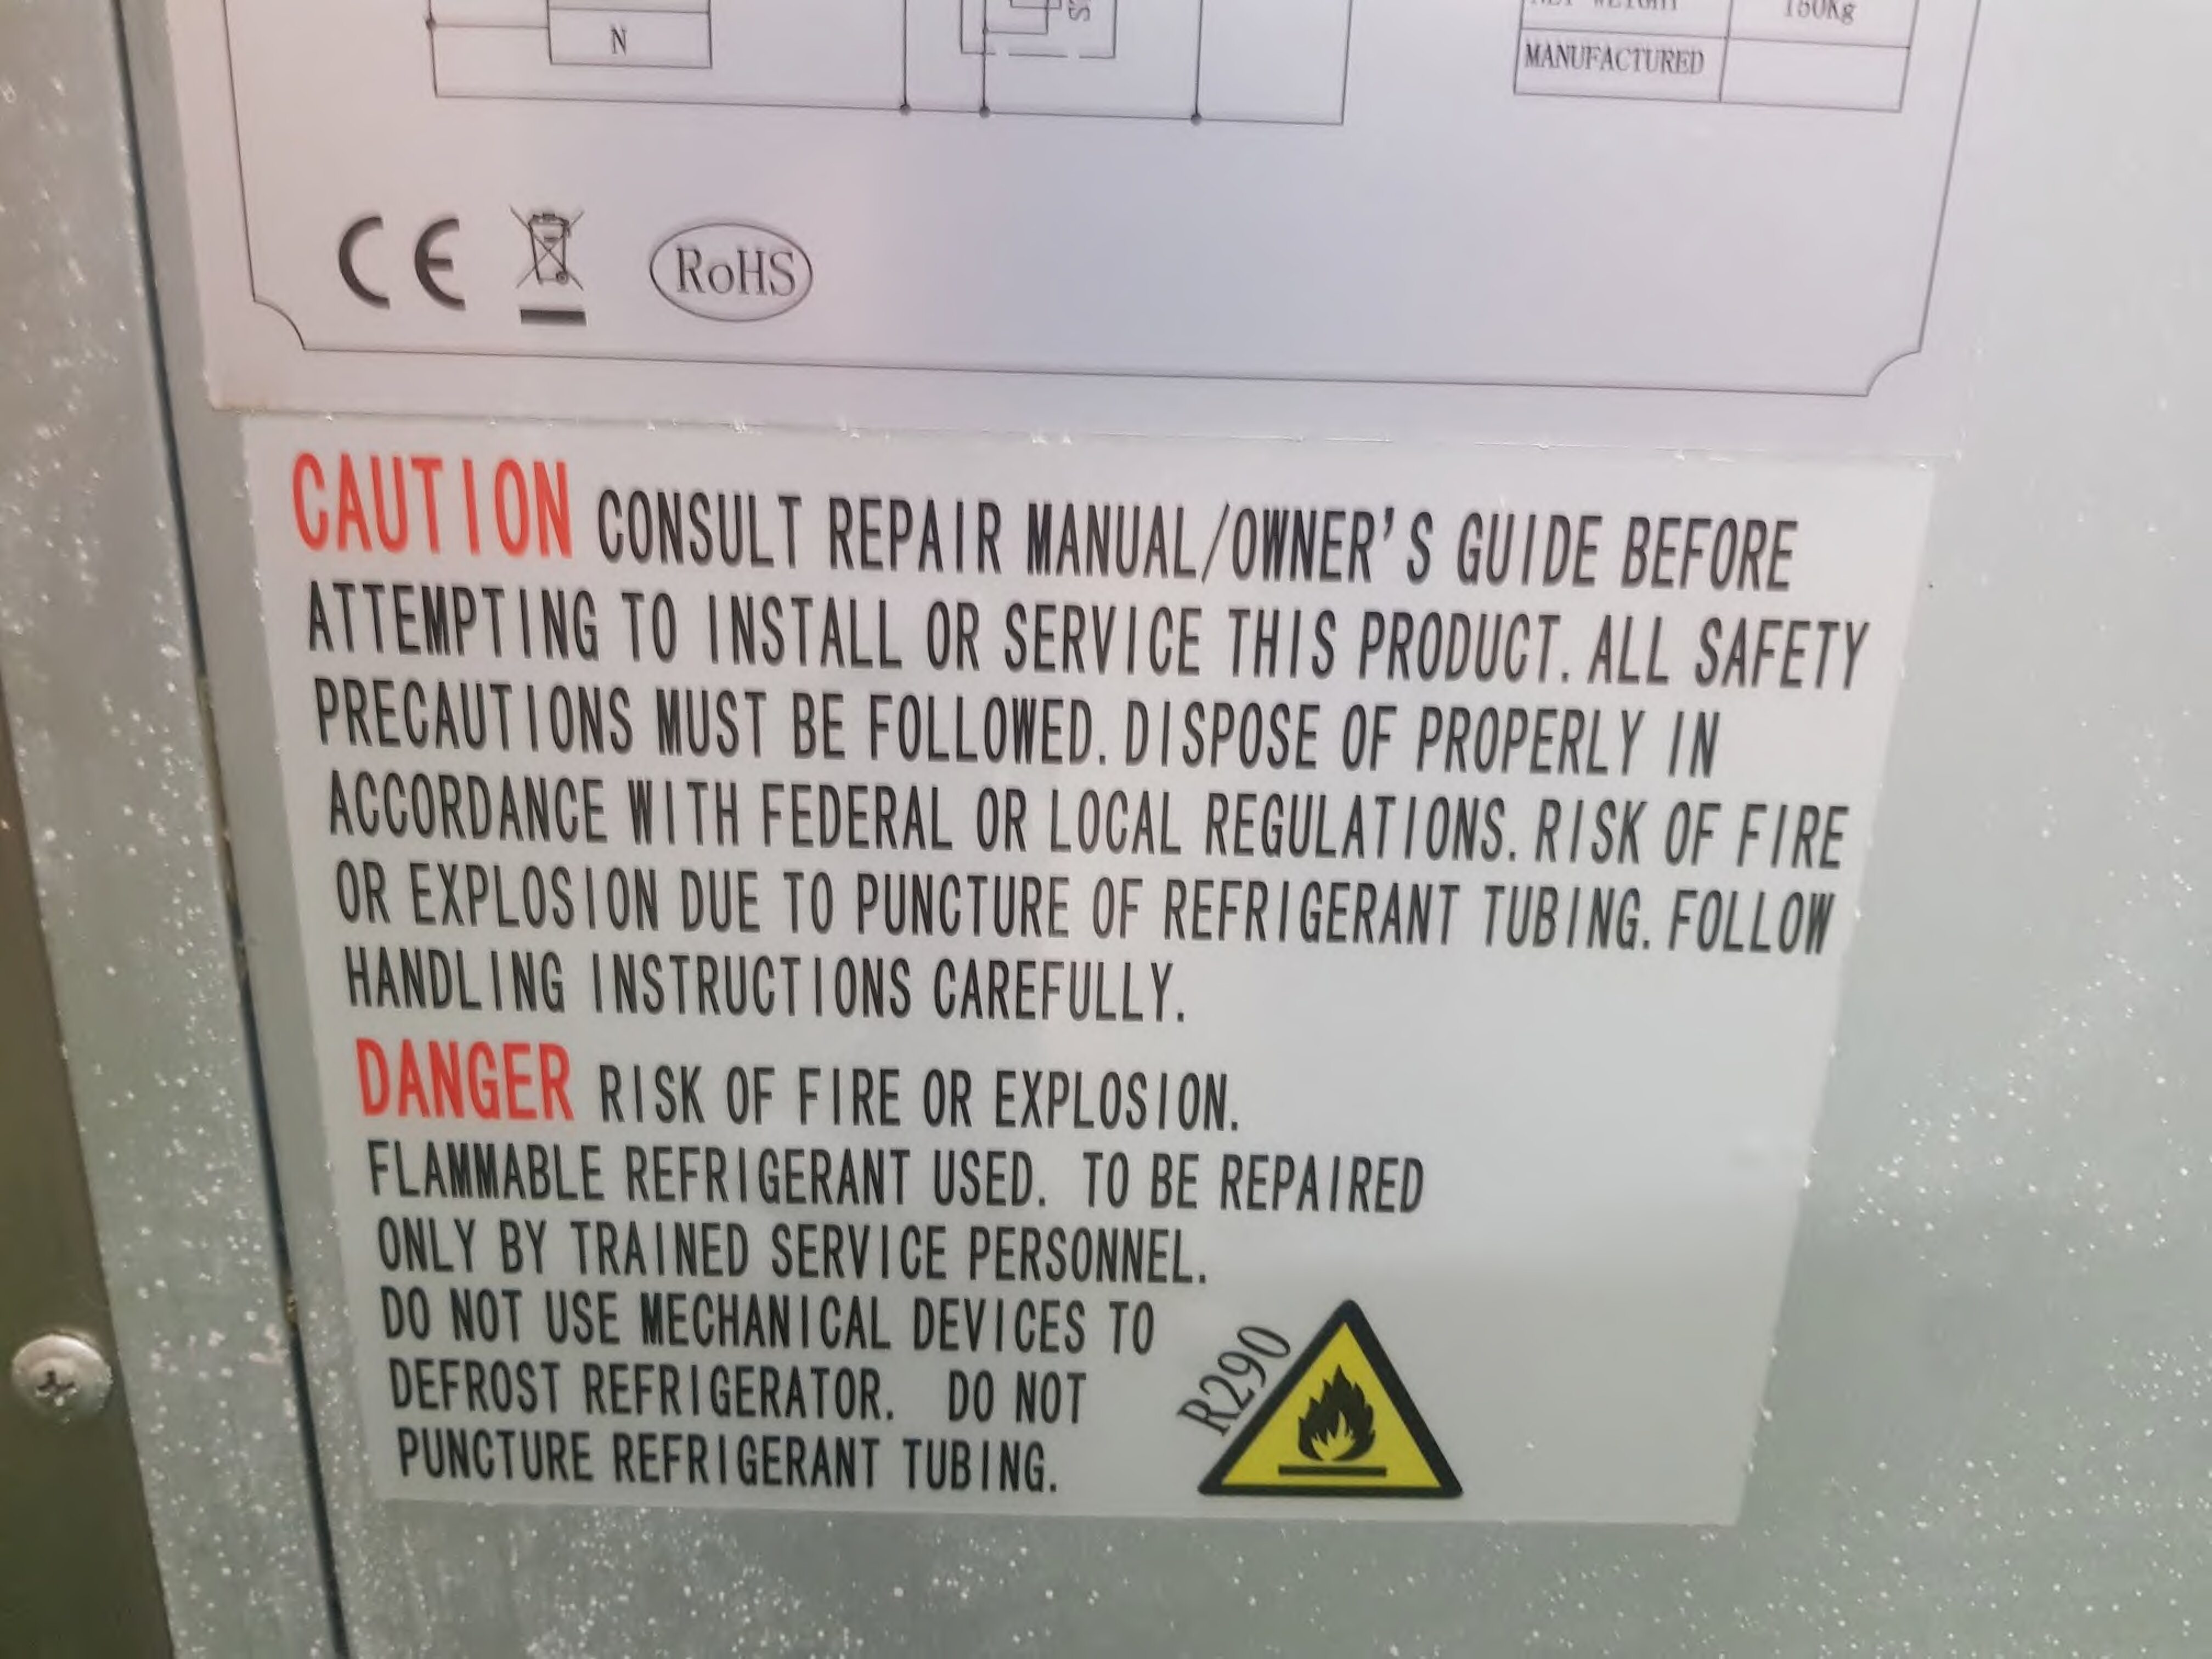 N
150Kg
MANUFACTURED
CE
RoHS
CAUTION CONSULT REPAIR MANUAL/OWNER'S GUIDE BEFORE
ATTEMPTING TO INSTALL OR SERVICE THIS PRODUCT. ALL SAFETY
PRECAUTIONS MUST BE FOLLOWED. DISPOSE OF PROPERLY IN
ACCORDANCE WITH FEDERAL OR LOCAL REGULATIONS. RISK OF FIRE
OR EXPLOSION DUE TO PUNCTURE OF REFRIGERANT TUBING. FOLLOW
HANDLING INSTRUCTIONS CAREFULLY.
DANGER RISK OF FIRE OR EXPLOSION.
FLAMMABLE REFRIGERANT USED. TO BE REPAIRED
ONLY BY TRAINED SERVICE PERSONNEL.
DO NOT USE MECHANICAL DEVICES TO
DEFROST REFRIGERATOR. DO NOT
PUNCTURE REFRIGERANT TUBING.
R290